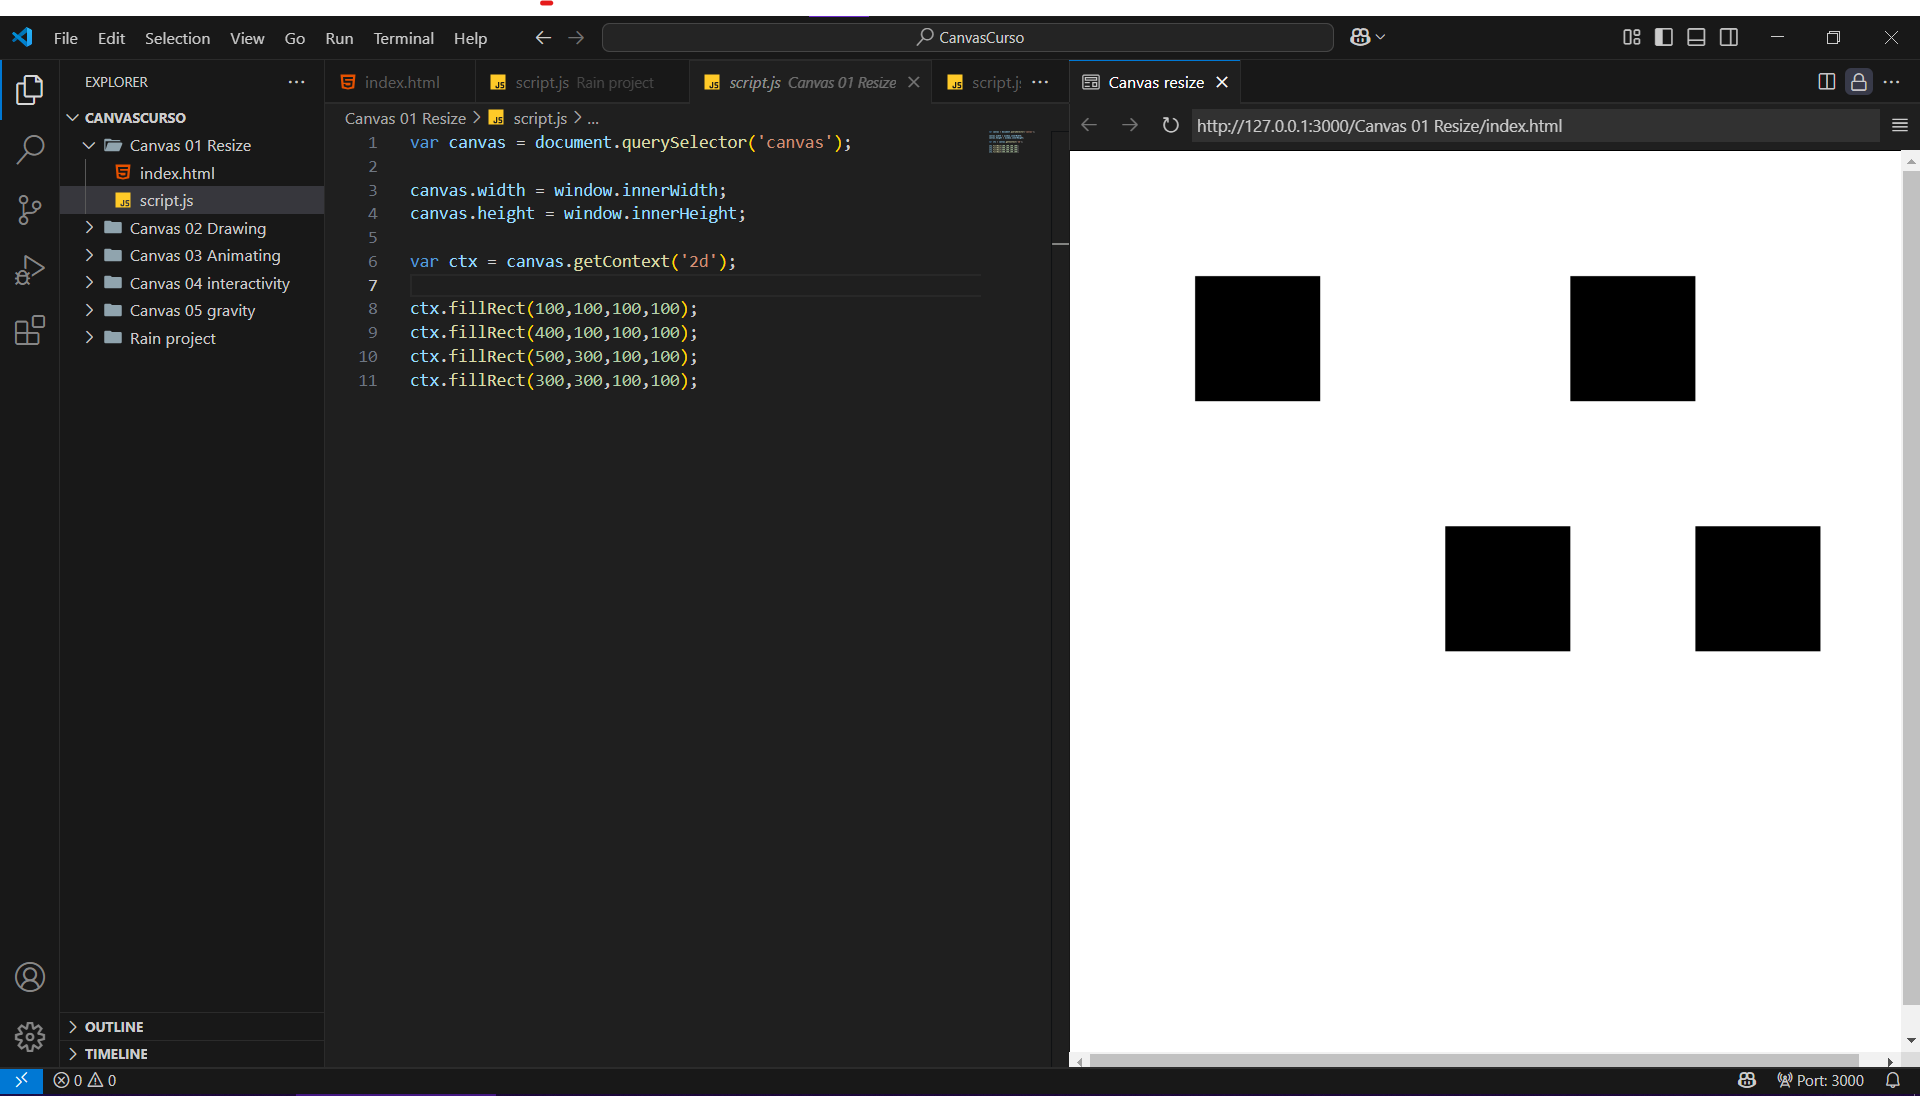 File Edit Selection View Go Run Terminal Help CanvasCurso
EXPLORER
CANVASCURSO
Canvas 01 Resize
index.html
script.js
Canvas 02 Drawing
Canvas 03 Animating
Canvas 04 interactivity
Canvas 05 gravity
Rain project
OUTLINE
TIMELINE
index.html script.js Rain project script.js Canvas 01 Resize script.js ...
Canvas 01 Resize > script.js > ...
1 var canvas = document.querySelector('canvas');
2
3 canvas.width = window.innerWidth;
4 canvas.height = window.innerHeight;
5
6 var ctx = canvas.getContext('2d');
7
8 ctx.fillRect(100,100,100,100);
9 ctx.fillRect(400,100,100,100);
10 ctx.fillRect(500,300,100,100);
11 ctx.fillRect(300,300,100,100);
Canvas resize
http://127.0.0.1:3000/Canvas 01 Resize/index.html
0 0 Port: 3000